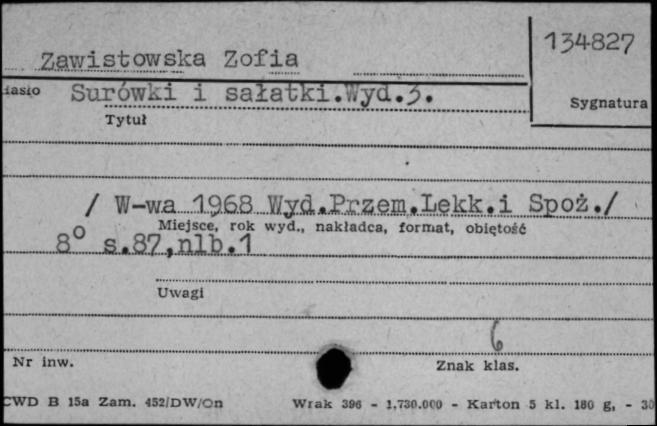 134827
Zawistowska Zofia
Hasło Surówki i sałatki.Wyd.3.
Sygnatura
Tytuł
/ W-wa 1968 Wyd.Przem.Lekk.i Spoż./
Miejsce, rok wyd., nakładca, format, objętość
8° s.87,nlb.1
Uwagi
6
Nr inw.
Znak klas.
CWD B 15a Zam. 452/DW/On Wrak 396 - 1.730.000 - Karton 5 kl. 180 g, - 30